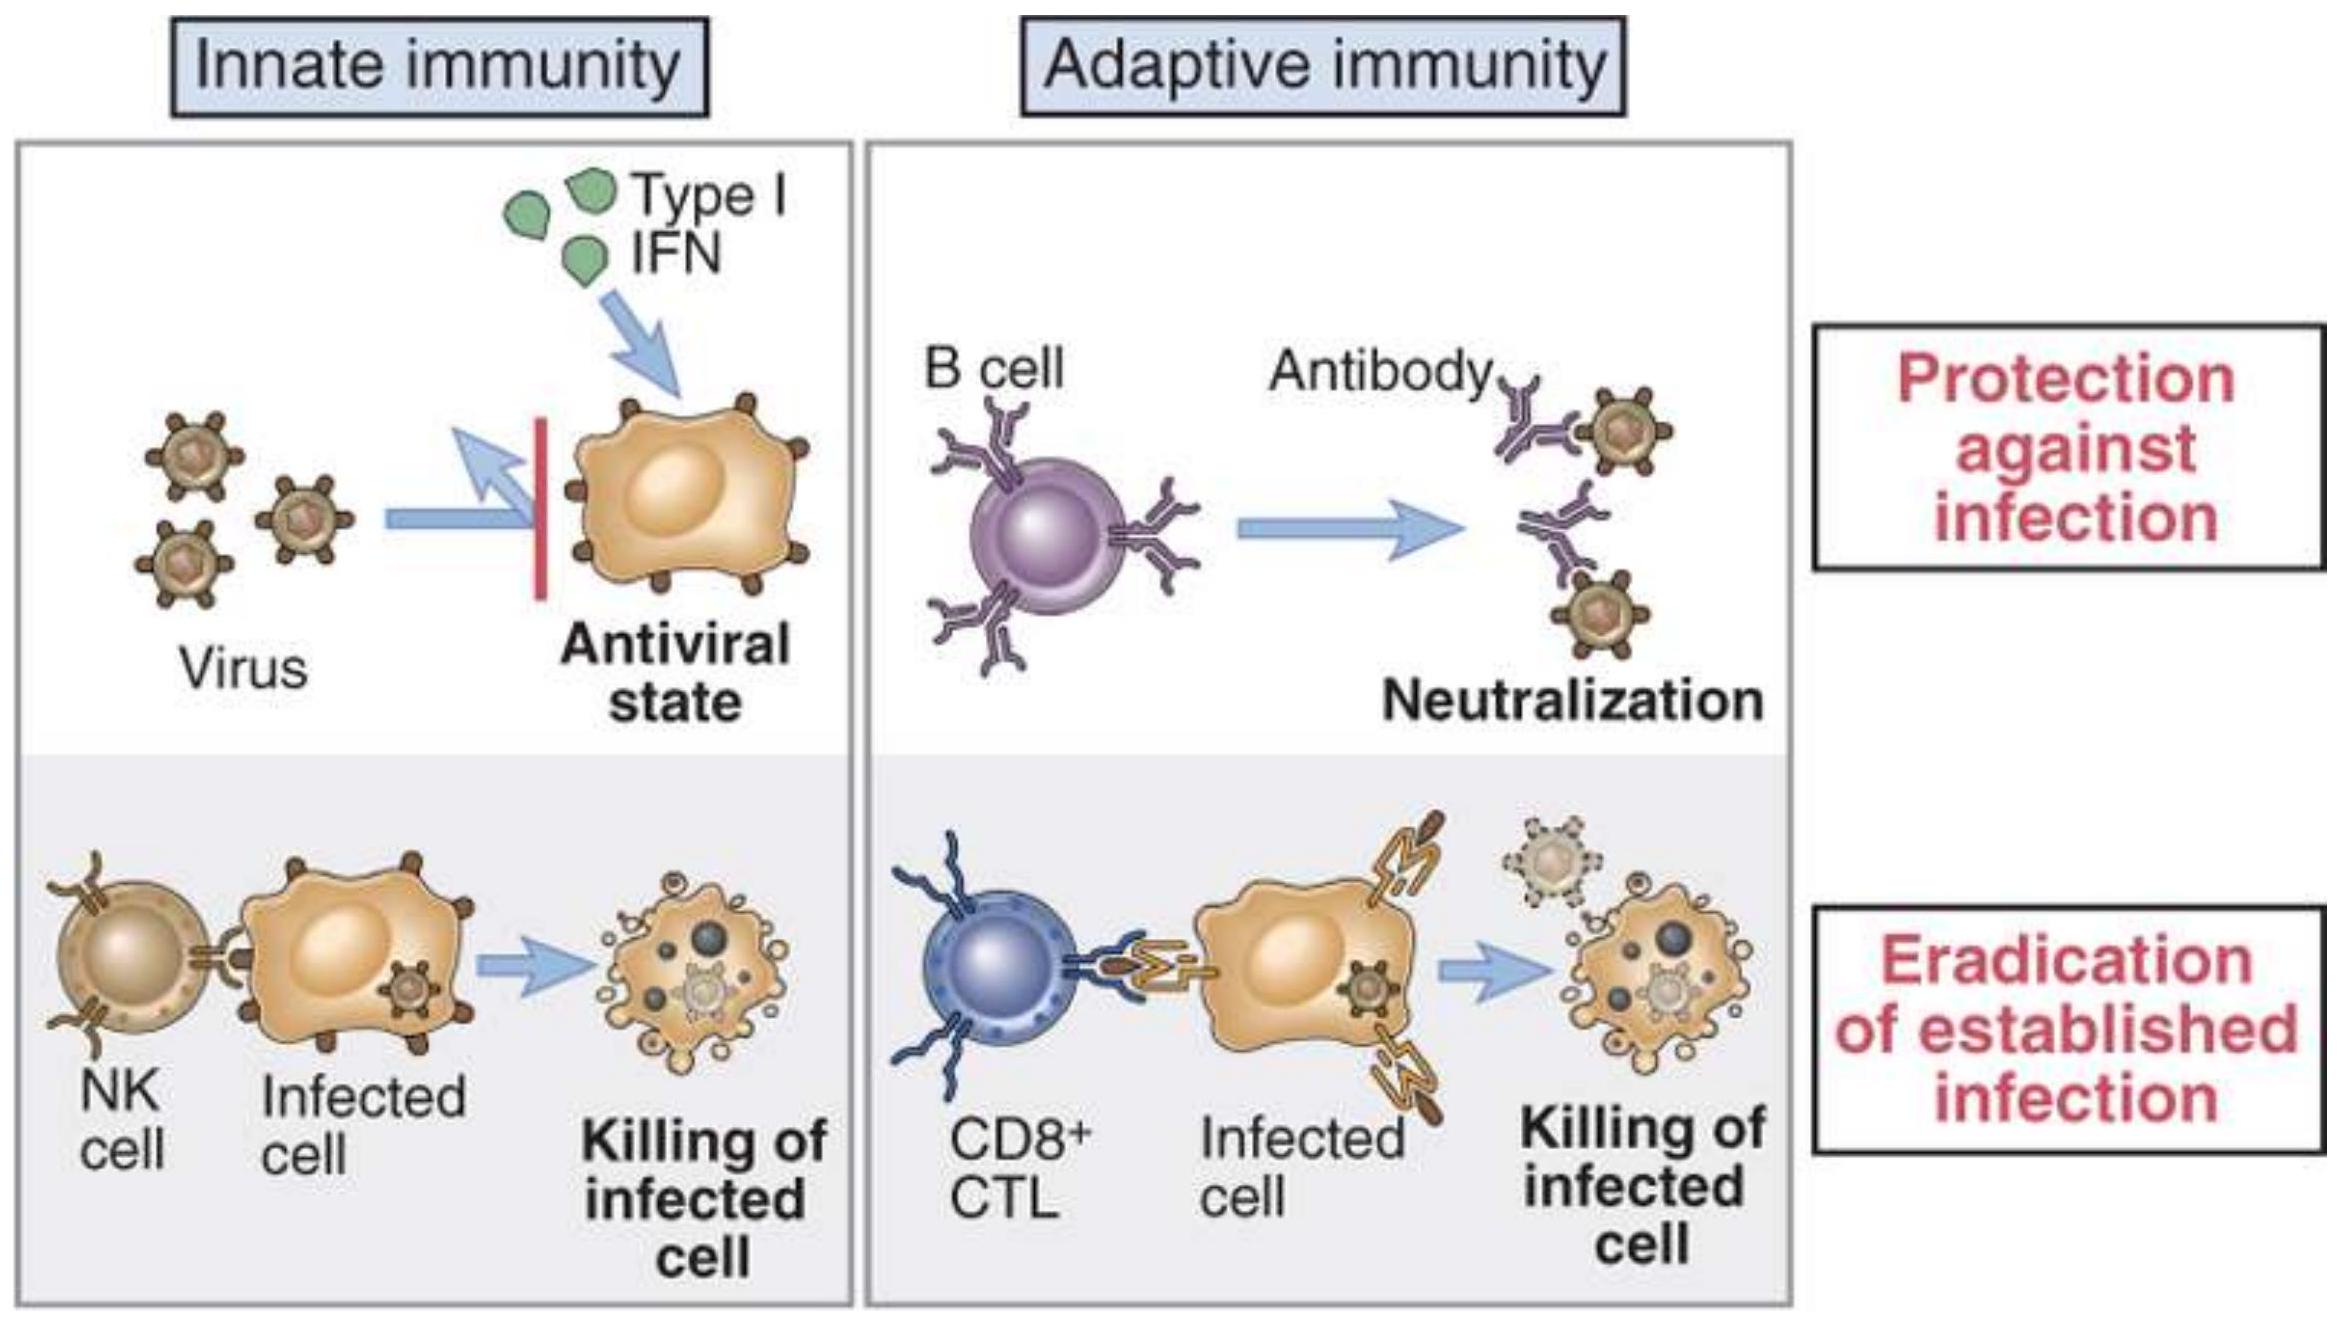 Innate immunity
Adaptive immunity
Type I
IFN
Virus
Antiviral
state
B cell
Antibody
Neutralization
Protection
against
infection
NK
cell
Infected
cell
Killing of
infected
cell
CD8⁺
CTL
Infected
cell
Killing of
infected
cell
Eradication
of established
infection